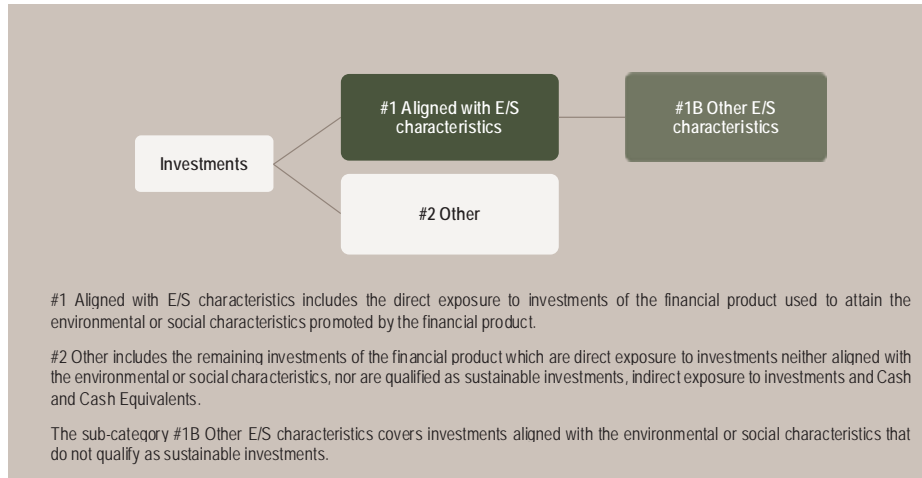 #1 Aligned with E/S
characteristics
#1B Other E/S
characteristics
Investments
#2 Other
#1 Aligned with E/S characteristics includes the direct exposure to investments of the financial product used to attain the
environmental or social characteristics promoted by the financial product.
#2 Other includes the remaining investments of the financial product which are direct exposure to investments neither aligned with
the environmental or social characteristics, nor are qualified as sustainable investments, indirect exposure to investments and Cash
and Cash Equivalents.
The sub-category #1B Other E/S characteristics covers investments aligned with the environmental or social characteristics that
do not qualify as sustainable investments.